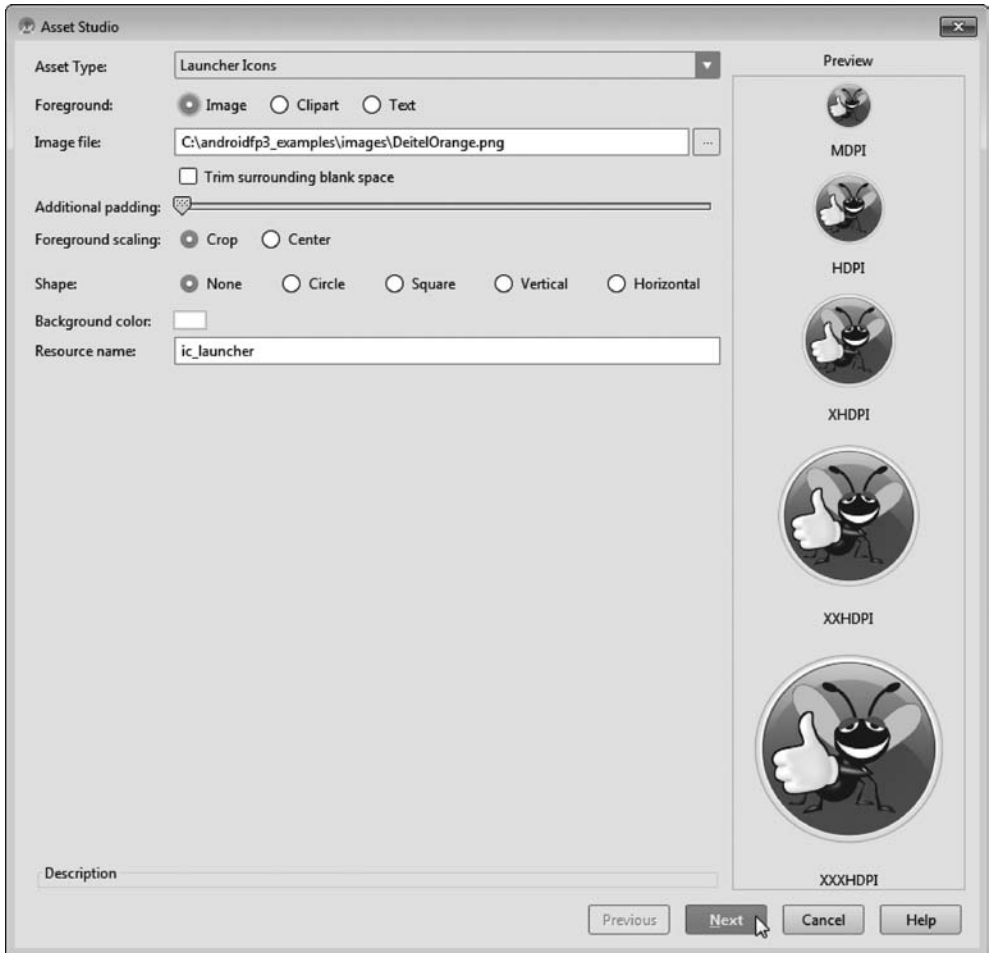 Asset Studio
Asset Type: Launcher Icons
Foreground: Image Clipart Text
Image file: C:\androidfp3_examples\images\DeitelOrange.png ...
Trim surrounding blank space
Additional padding:
Foreground scaling: Crop Center
Shape: None Circle Square Vertical Horizontal
Background color:
Resource name: ic_launcher
Description
Preview
MDPI
HDPI
XHDPI
XXHDPI
XXXHDPI
Previous Next Cancel Help